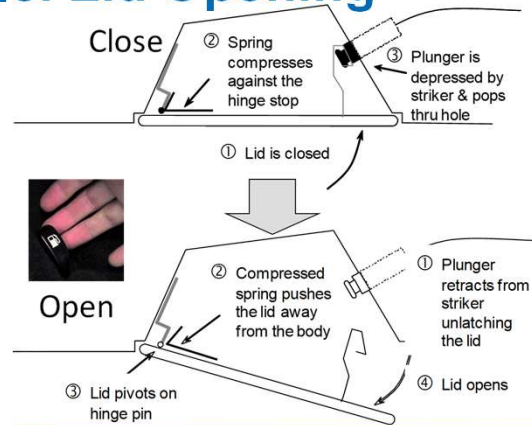 Lid Opening
Close
② Spring
compresses
against the
hinge stop
③ Plunger is
depressed by
striker & pops
thru hole
① Lid is closed
Open
② Compressed
spring pushes
the lid away
from the body
① Plunger
retracts from
striker
unlatching
the lid
③ Lid pivots on
hinge pin
④ Lid opens